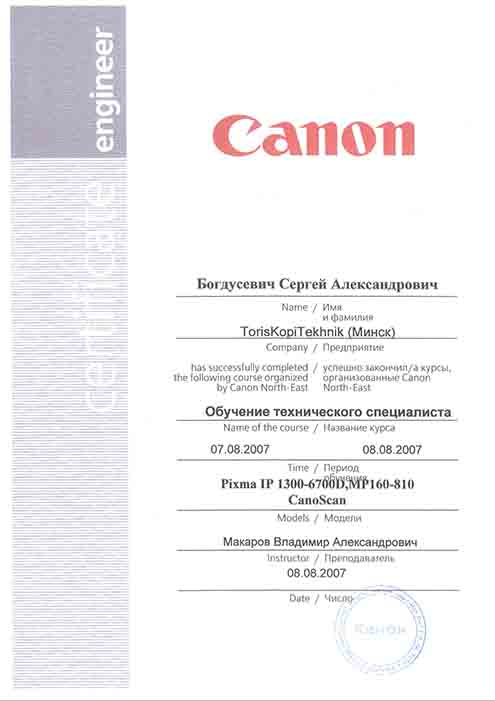 engineer
certificate
Canon
Богдусевич Сергей Александрович
Name / Имя
и фамилия
TorisKopiTekhnik (Минск)
Company / Предприятие
has successfully completed / успешно закончил/а курсы,
the following course organized организованные Canon
by Canon North-East North-East
Обучение технического специалиста
Name of the course / Название курса
07.08.2007 08.08.2007
Time / Период
обучения
Pixma IP 1300-6700D,MP160-810
CanoScan
Models / Модели
Макаров Владимир Александрович
Instructor / Преподаватель
08.08.2007
Date / Число